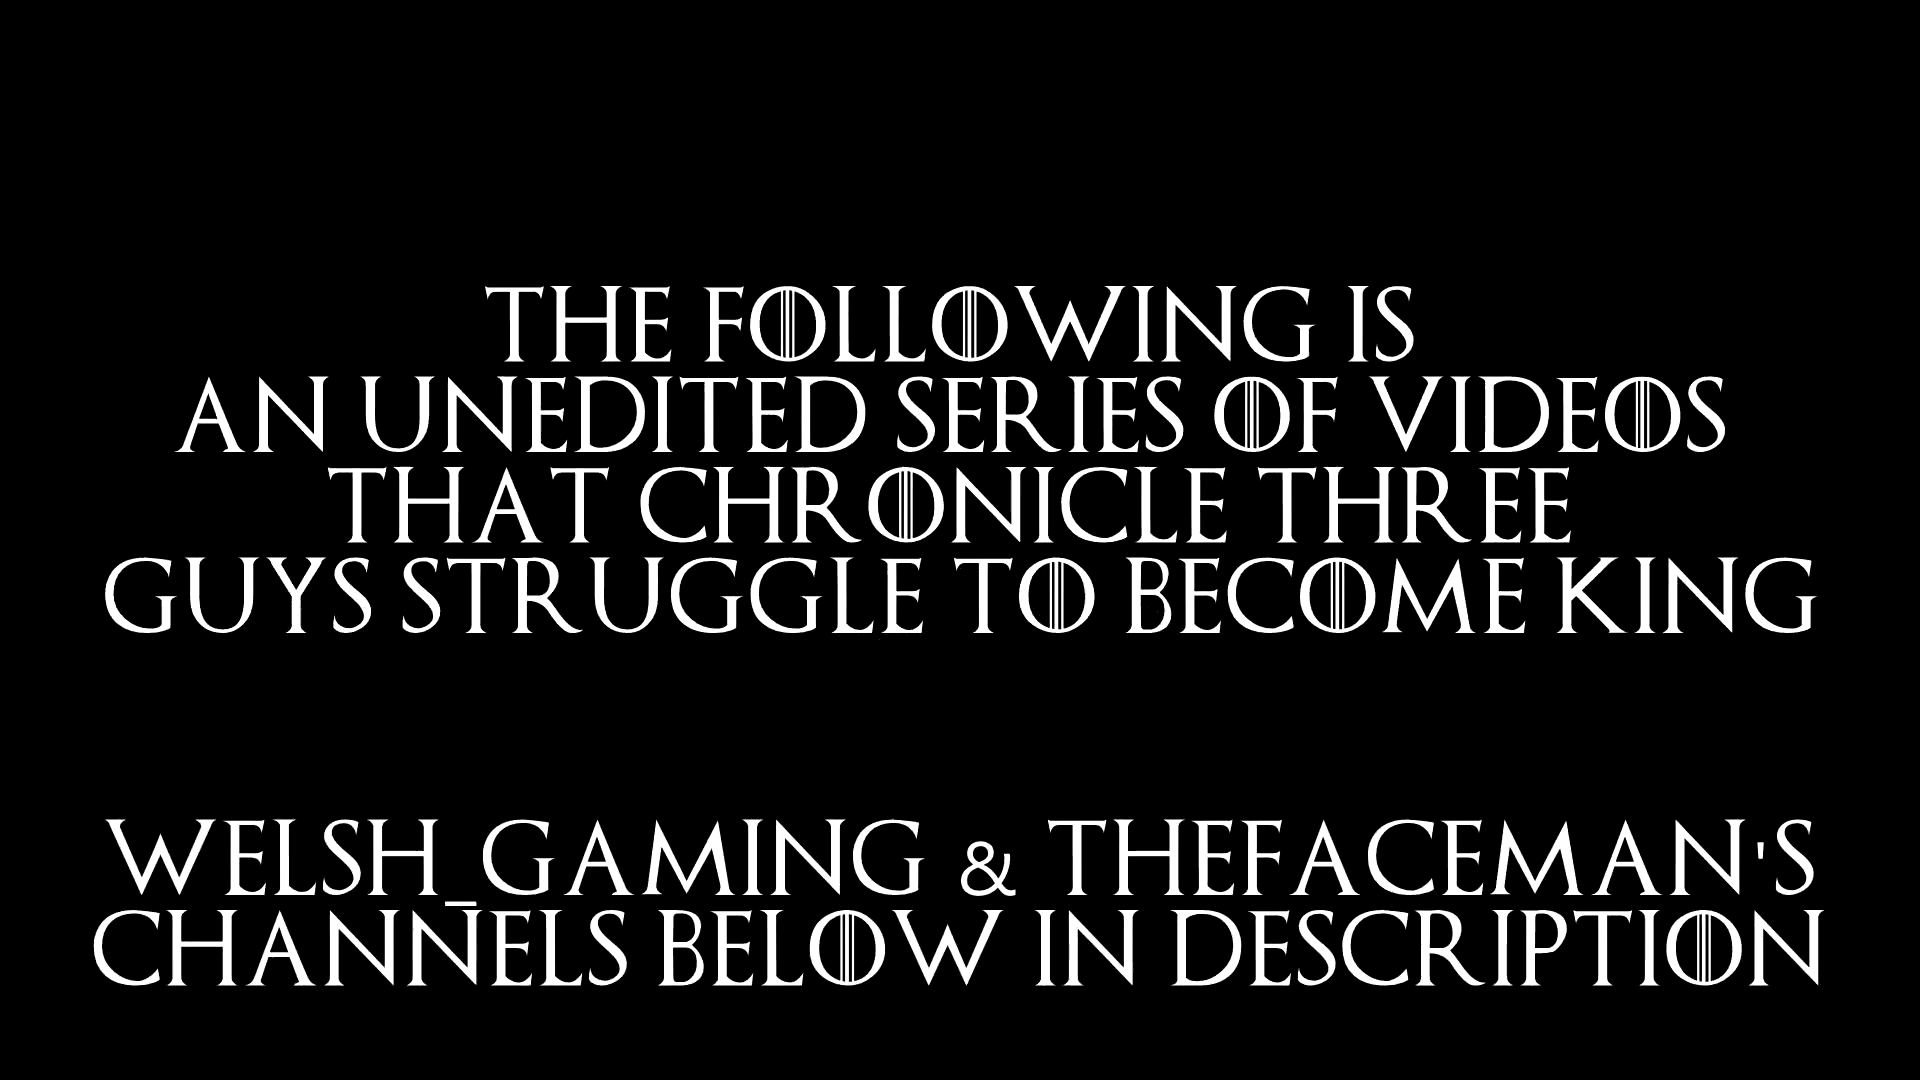 THE FOLLOWING IS
AN UNEDITED SERIES OF VIDEOS
THAT CHRONICLE THREE
GUYS STRUGGLE TO BECOME KING
WELSH_GAMING & THEFACEMAN'S
CHANNELS BELOW IN DESCRIPTION